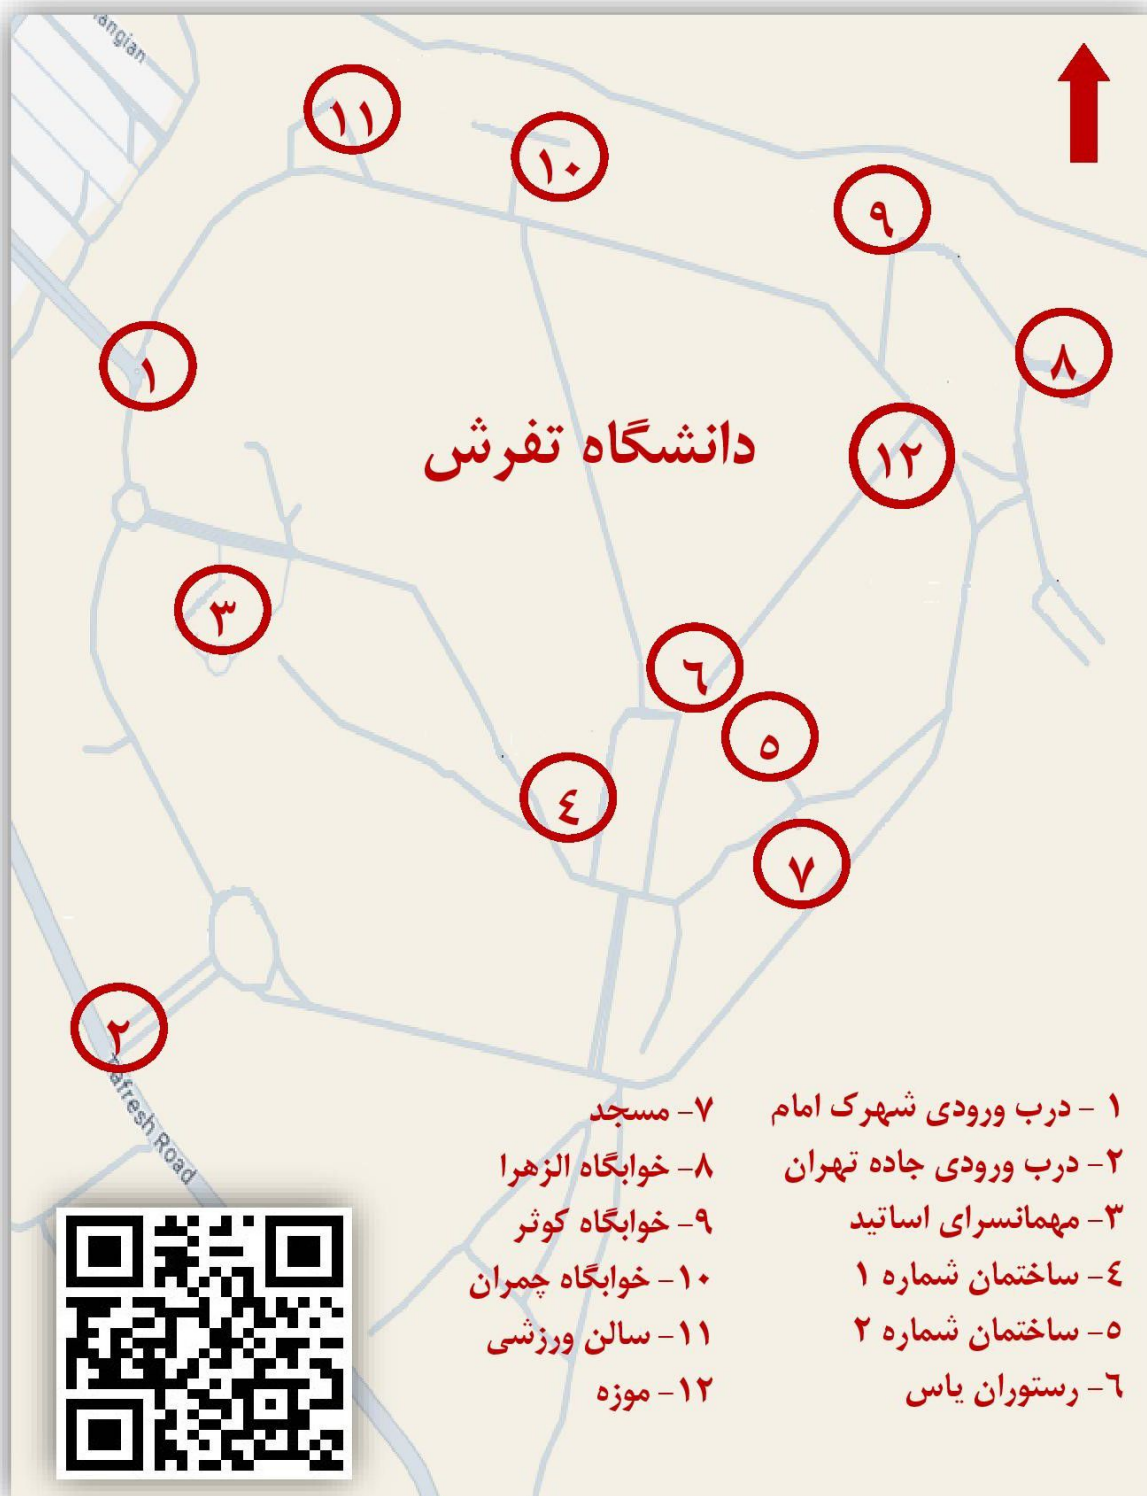 angian
۱۱
۱۰
۹
۱
۸
دانشگاه تفرش
۱۲
۳
٦
۵
٤
۷
۲
Tafresh Road
۱ - درب ورودی شهرک امام
۲- درب ورودی جاده تهران
۳- مهمانسرای اساتید
٤- ساختمان شماره ۱
۵- ساختمان شماره ۲
٦- رستوران یاس
۷- مسجد
۸- خوابگاه الزهرا
۹- خوابگاه کوثر
۱۰- خوابگاه چمران
۱۱- سالن ورزشی
۱۲- موزه